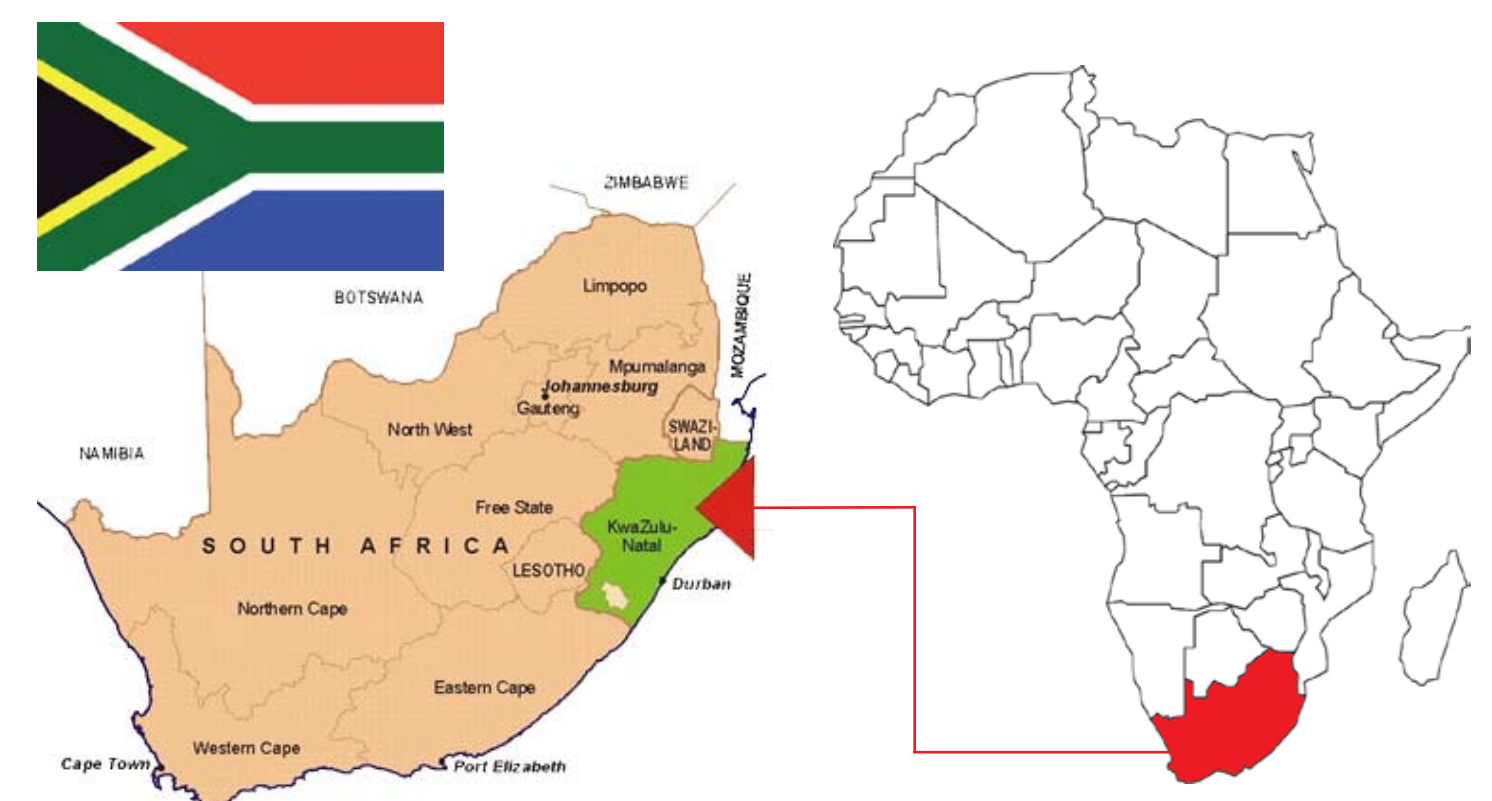 ZIMBABWE
BOTSWANA
Limpopo
MOZAMBIQUE
Mpumalanga
Johannesburg
Gauteng
North West
SWAZI-
LAND
NAMIBIA
Free State
KwaZulu-
Natal
SOUTH AFRICA
LESOTHO
Durban
Northern Cape
Eastern Cape
Western Cape
Cape Town
Port Elizabeth